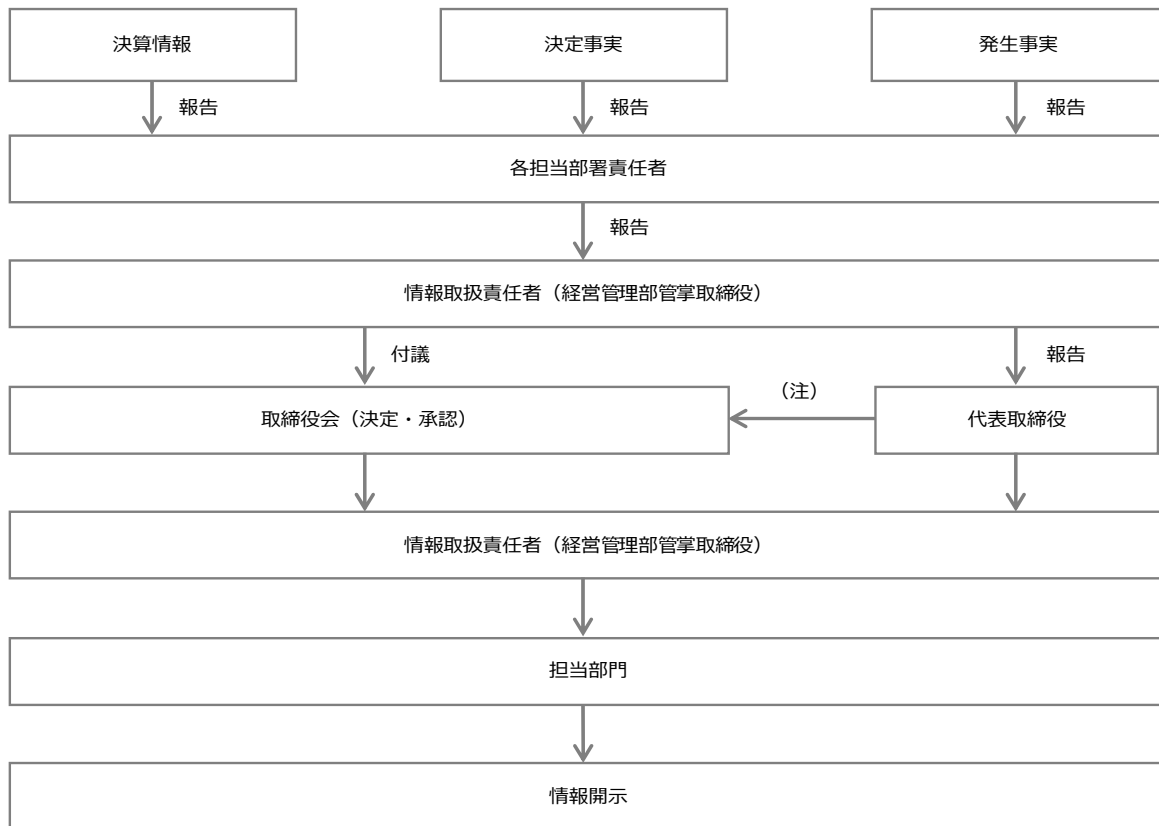 決算情報
決定事実
発生事実
報告
報告
報告
各担当部署責任者
報告
情報取扱責任者（経営管理部管掌取締役）
付議
報告
（注）
取締役会（決定・承認）
代表取締役
情報取扱責任者（経営管理部管掌取締役）
担当部門
情報開示